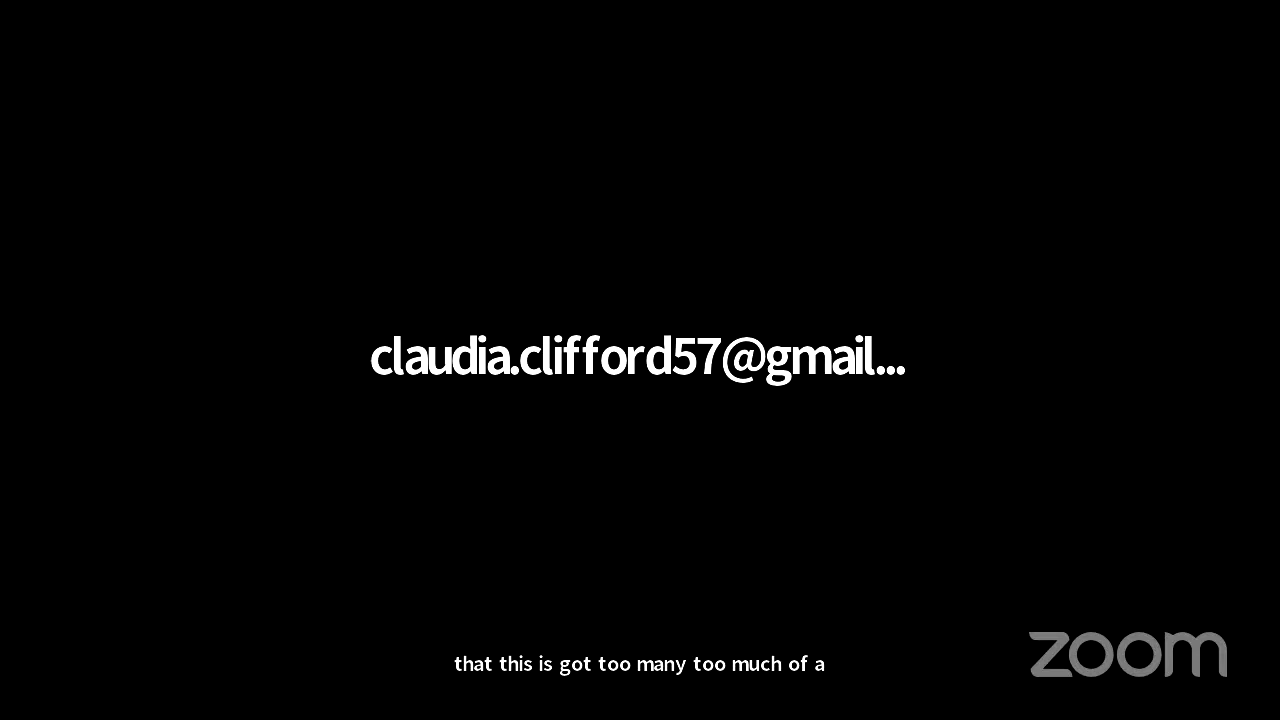 claudia.clifford57@gmail...
that this is got too many too much of a
zoom